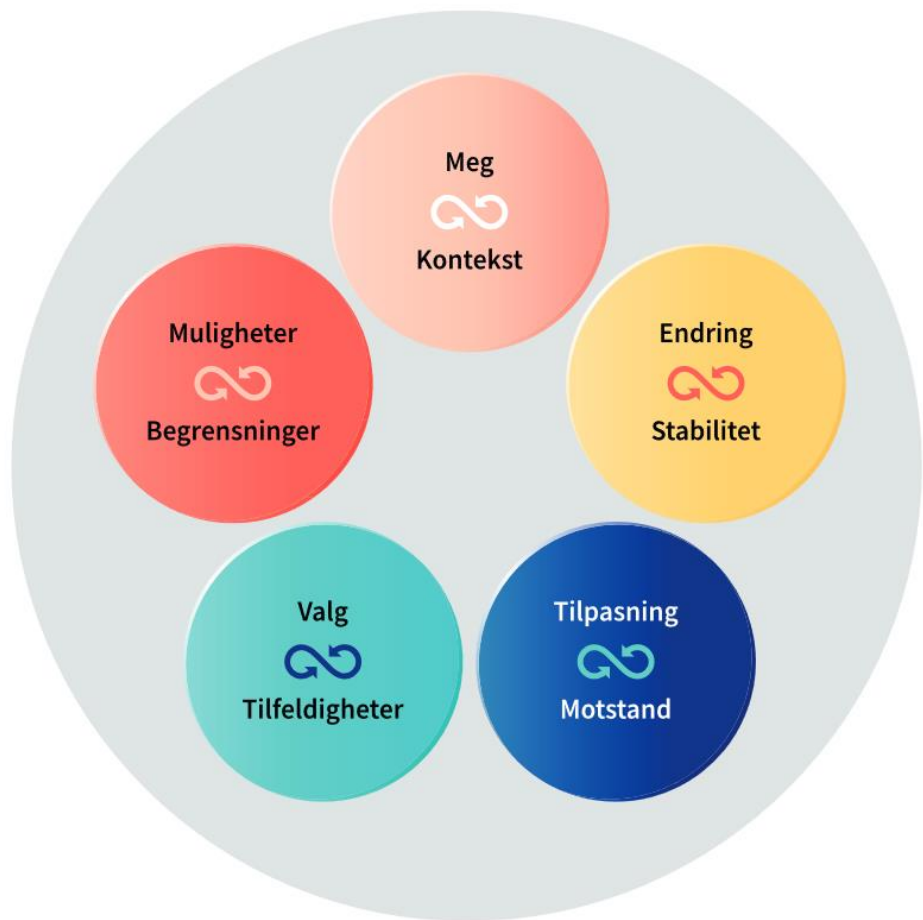 Meg
Kontekst
Muligheter
Begrensninger
Endring
Stabilitet
Valg
Tilfeldigheter
Tilpasning
Motstand